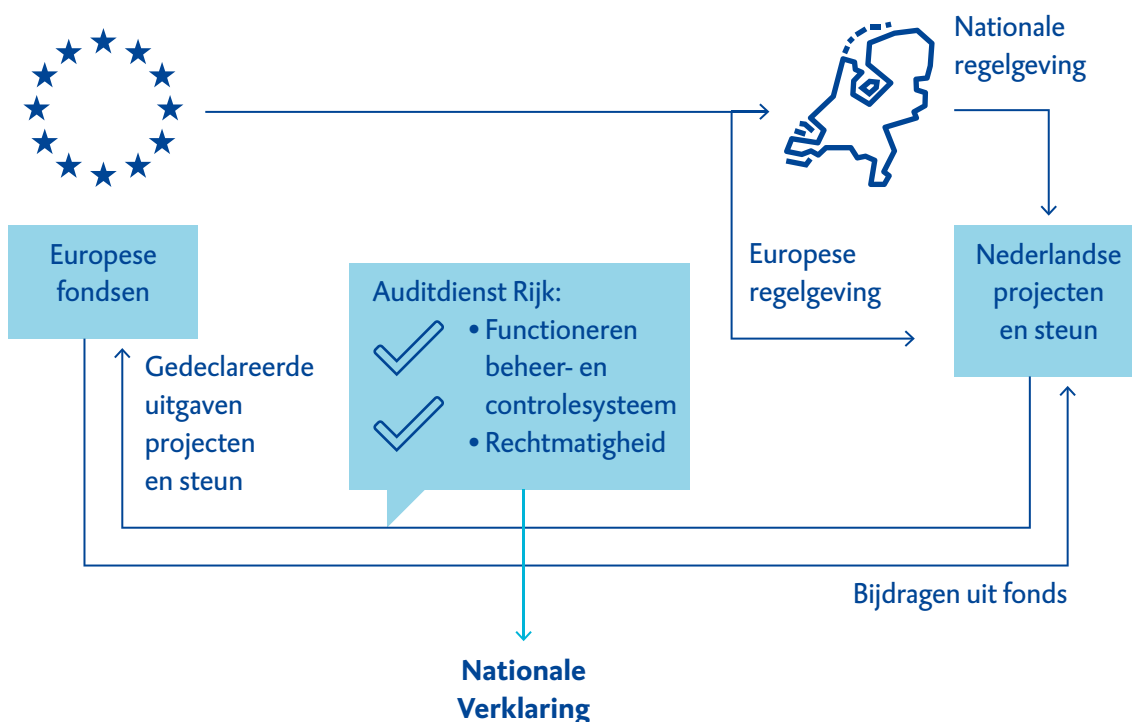 Nationale
regelgeving
Europese
fondsen
Europese
regelgeving
Nederlandse
projecten
en steun
Auditdienst Rijk:
• Functioneren
beheer- en
controlesysteem
• Rechtmatigheid
Gedeclareerde
uitgaven
projecten
en steun
Bijdragen uit fonds
Nationale
Verklaring